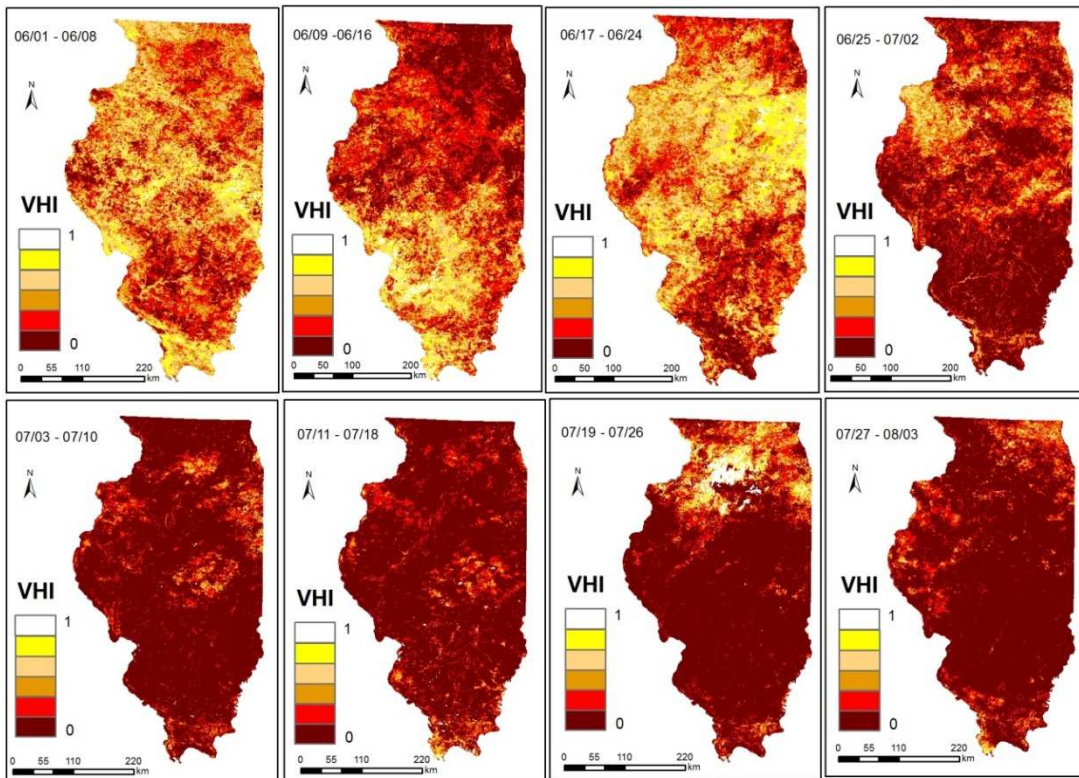 06/01 - 06/08
N
VHI
1
0
0 55 110 220
km
06/09 -06/16
N
VHI
1
0
0 50 100 200
km
06/17 - 06/24
N
VHI
1
0
0 50 100 200
km
06/25 - 07/02
N
VHI
1
0
0 50 100 200
km
07/03 - 07/10
N
VHI
1
0
0 55 110 220
km
07/11 - 07/18
N
VHI
1
0
0 55 110 220
km
07/19 - 07/26
N
VHI
1
0
0 55 110 220
km
07/27 - 08/03
N
VHI
1
0
0 55 110 220
km